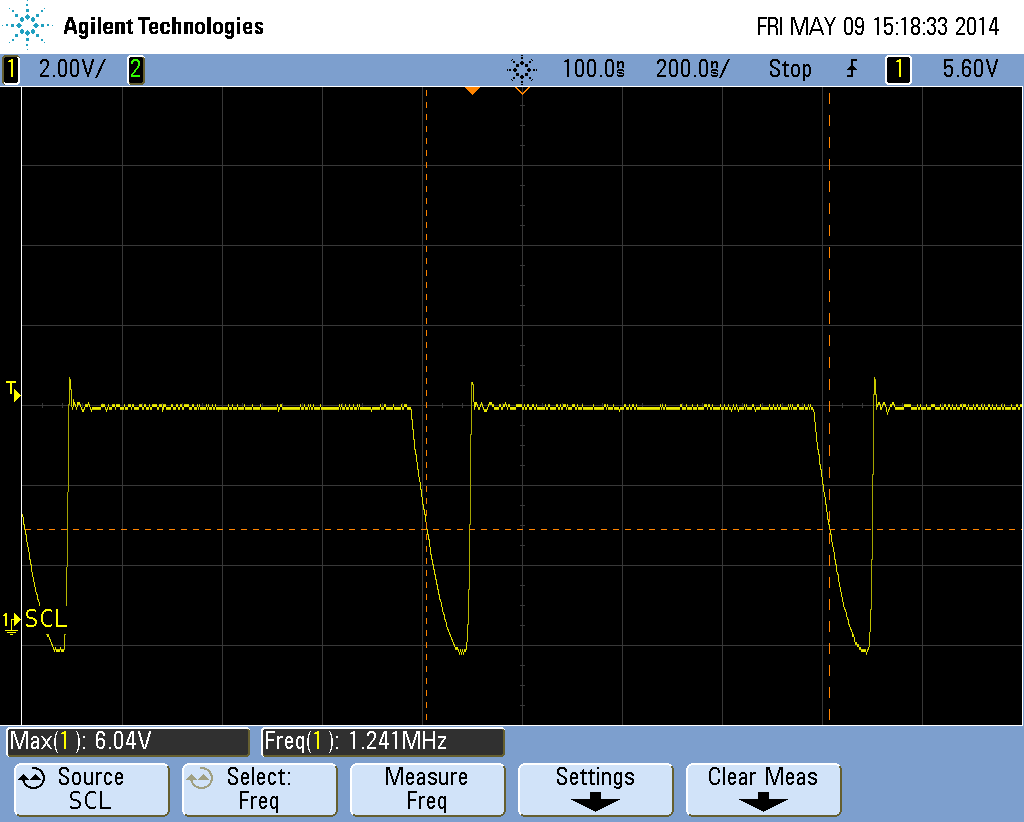 Agilent Technologies FRI MAY 09 15:18:33 2014
1 2.00V/ 2 100.0ns 200.0ns/ Stop 1 5.60V
T
1 SCL
Max(1): 6.04V Freq(1): 1.241MHz
Source Select: Measure Settings Clear Meas
SCL Freq Freq